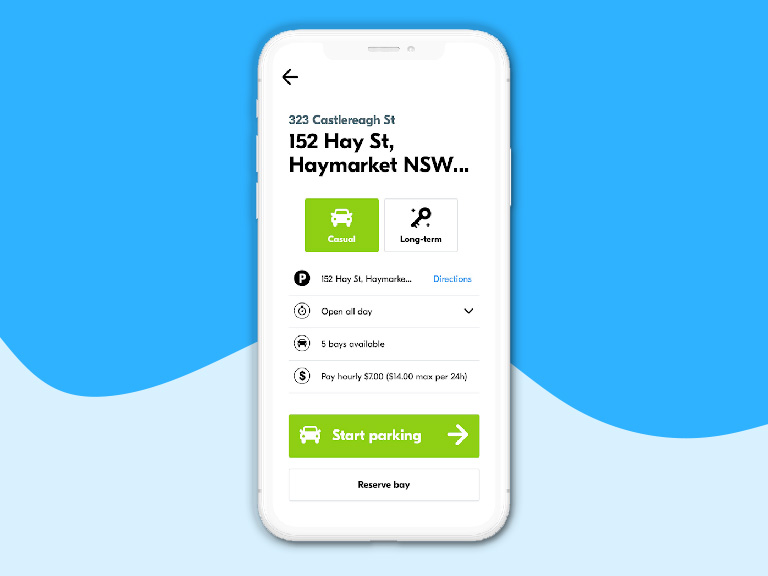 323 Castlereagh St
152 Hay St,
Haymarket NSW...
Casual
Long-term
P
152 Hay St, Haymarke...
Directions
Open all day
5 bays available
$
Pay hourly $7.00 ($14.00 max per 24h)
Start parking
Reserve bay